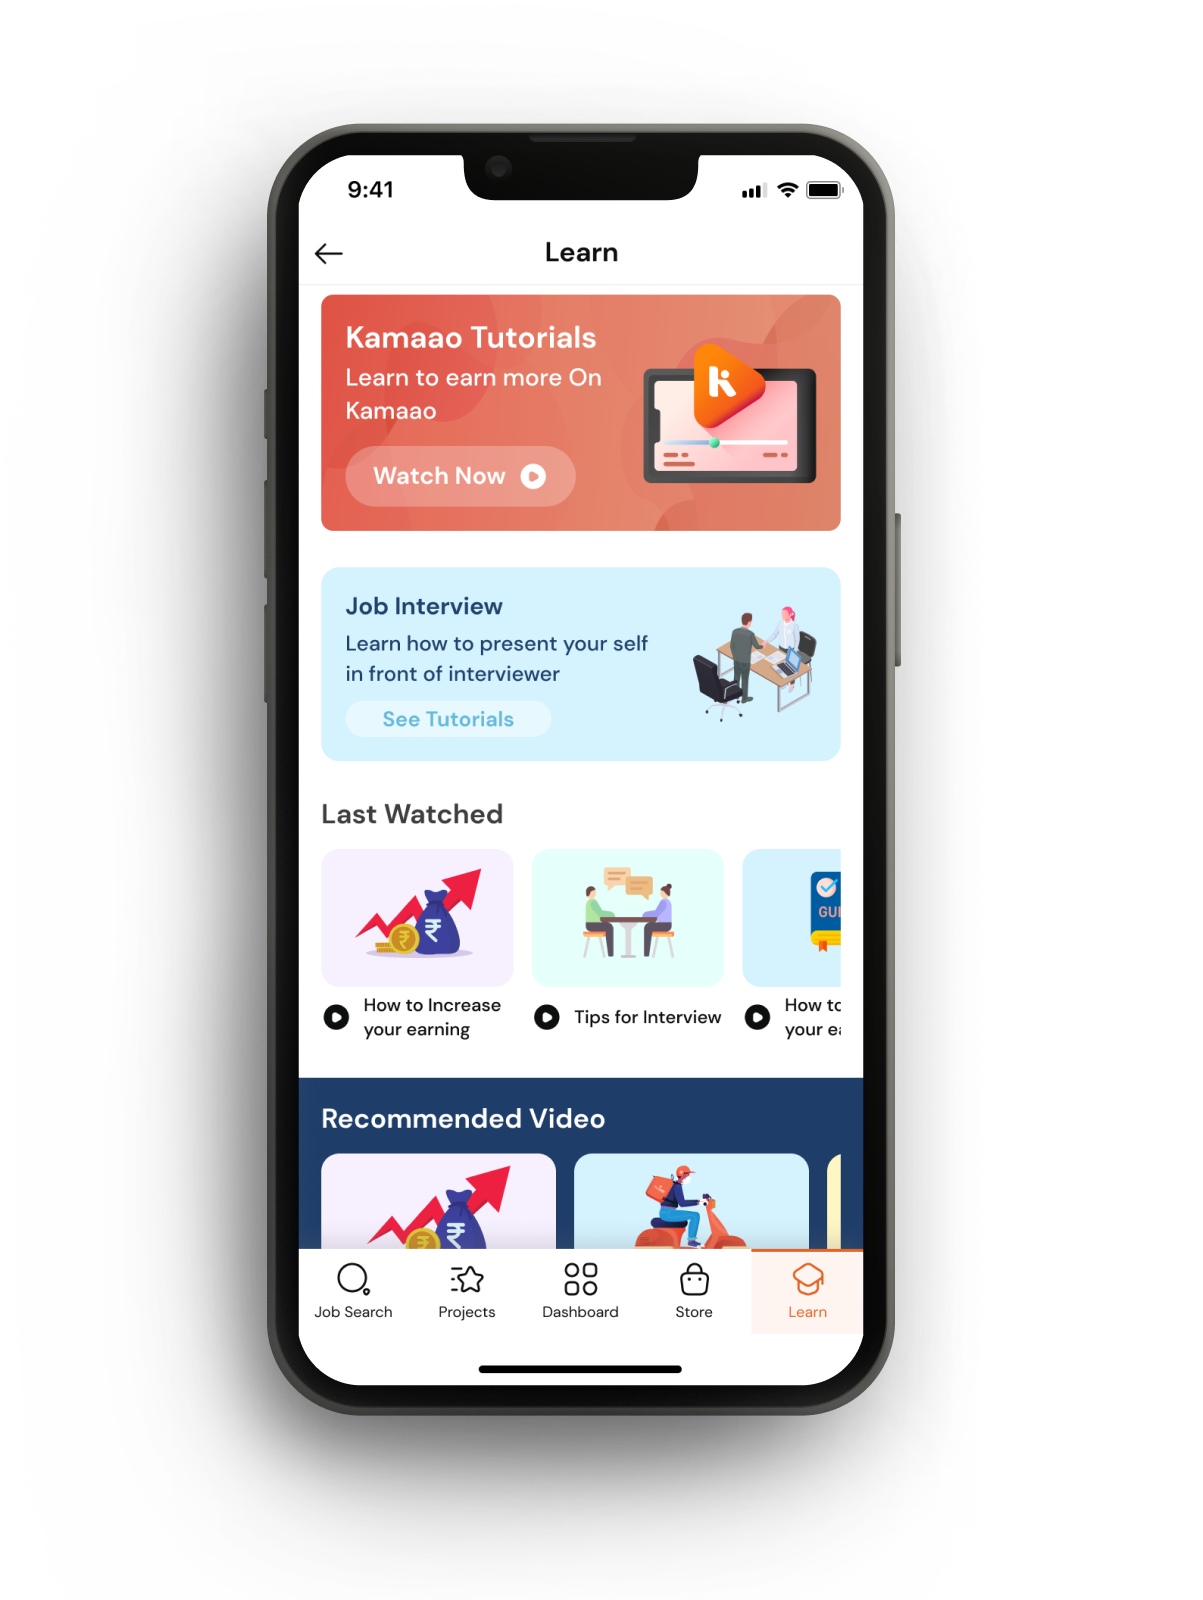 9:41
Learn
Kamaao Tutorials
Learn to earn more On
Kamaao
Watch Now
Job Interview
Learn how to present your self
in front of interviewer
See Tutorials
Last Watched
₹
₹
GUI
How to Increase
your earning
Tips for Interview
How to
your ea
Recommended Video
₹
₹
Job Search
Projects
Dashboard
Store
Learn